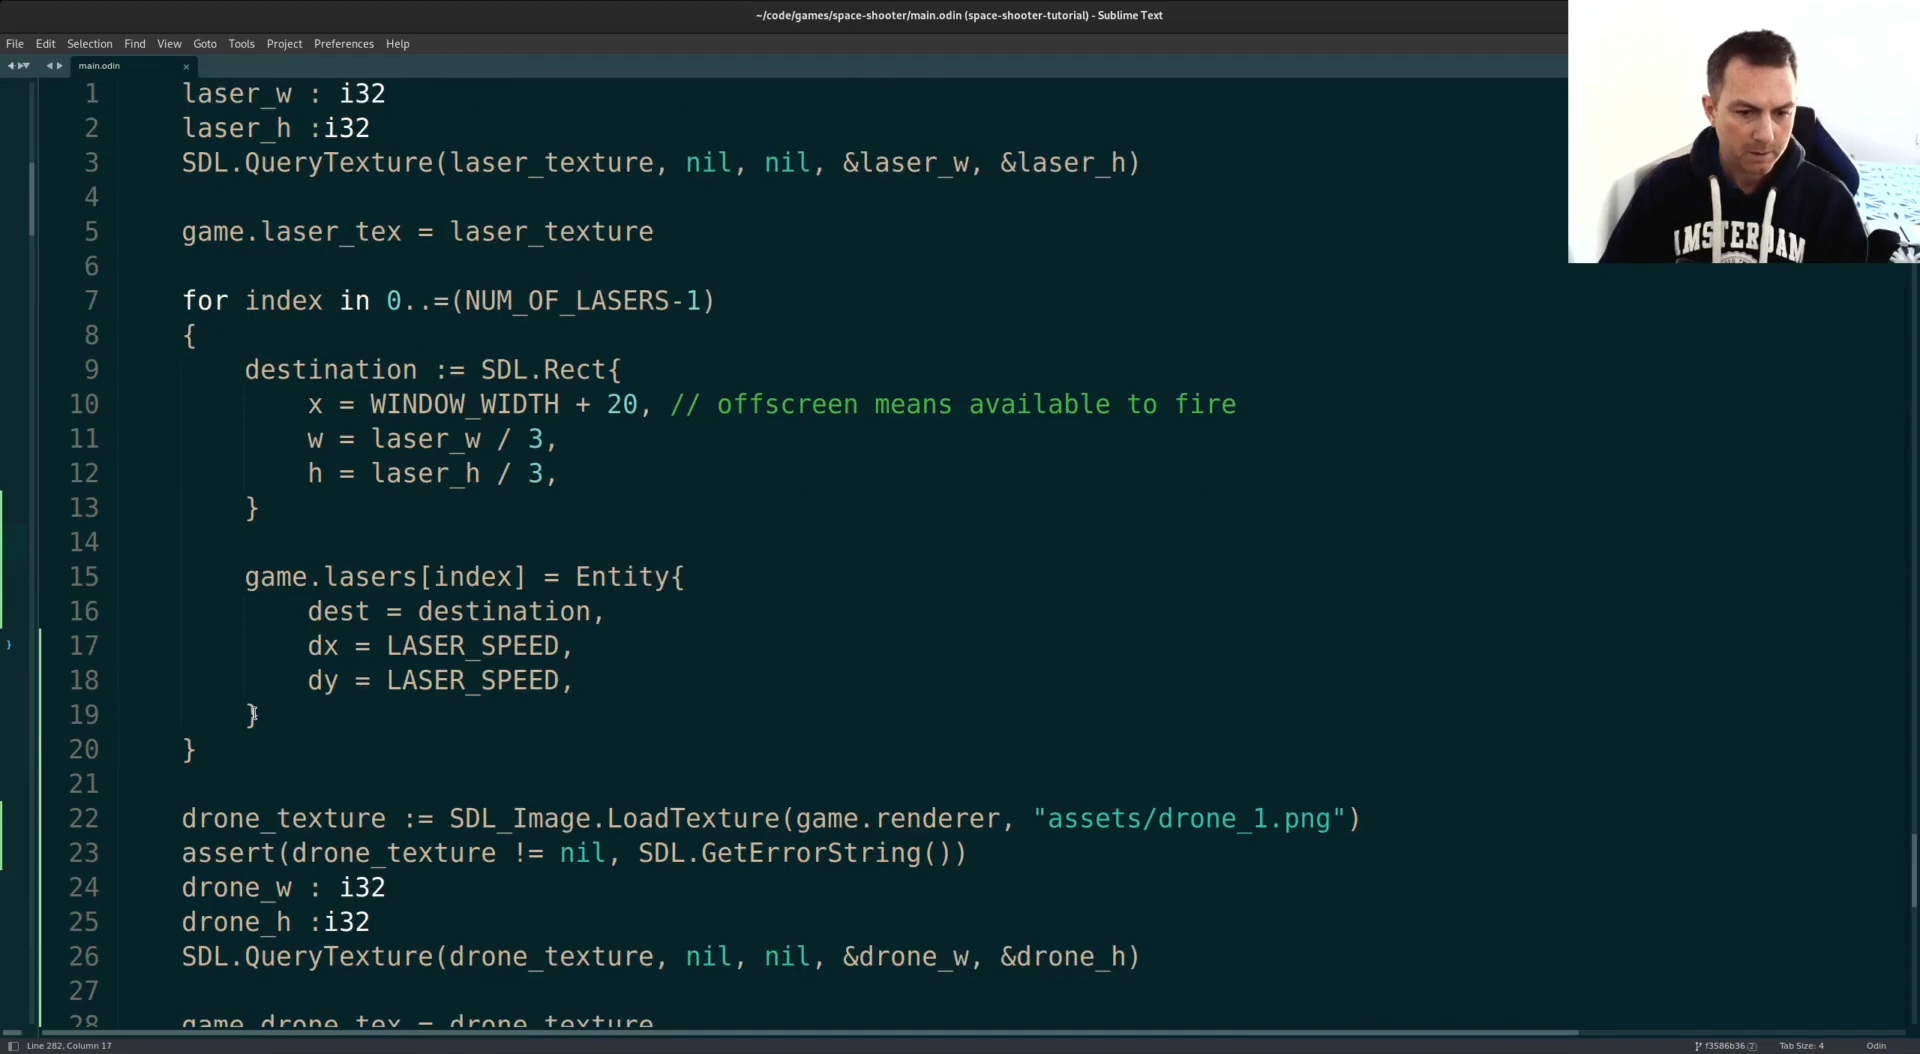 ~/code/games/space-shooter/main.odin (space-shooter-tutorial) - Sublime Text
File Edit Selection Find View Goto Tools Project Preferences Help
main.odin ×
1 laser_w : i32
2 laser_h :i32
3 SDL.QueryTexture(laser_texture, nil, nil, &laser_w, &laser_h)
4
5 game.laser_tex = laser_texture
6
7 for index in 0..=(NUM_OF_LASERS-1)
8 {
9 destination := SDL.Rect{
10 x = WINDOW_WIDTH + 20, // offscreen means available to fire
11 w = laser_w / 3,
12 h = laser_h / 3,
13 }
14
15 game.lasers[index] = Entity{
16 dest = destination,
17 dx = LASER_SPEED,
18 dy = LASER_SPEED,
19 }
20 }
21
22 drone_texture := SDL_Image.LoadTexture(game.renderer, "assets/drone_1.png")
23 assert(drone_texture != nil, SDL.GetErrorString())
24 drone_w : i32
25 drone_h :i32
26 SDL.QueryTexture(drone_texture, nil, nil, &drone_w, &drone_h)
27
28 game.drone_tex = drone_texture
AMSTERDAM
Line 282, Column 17
f3586b36 (2) Tab Size: 4 Odin